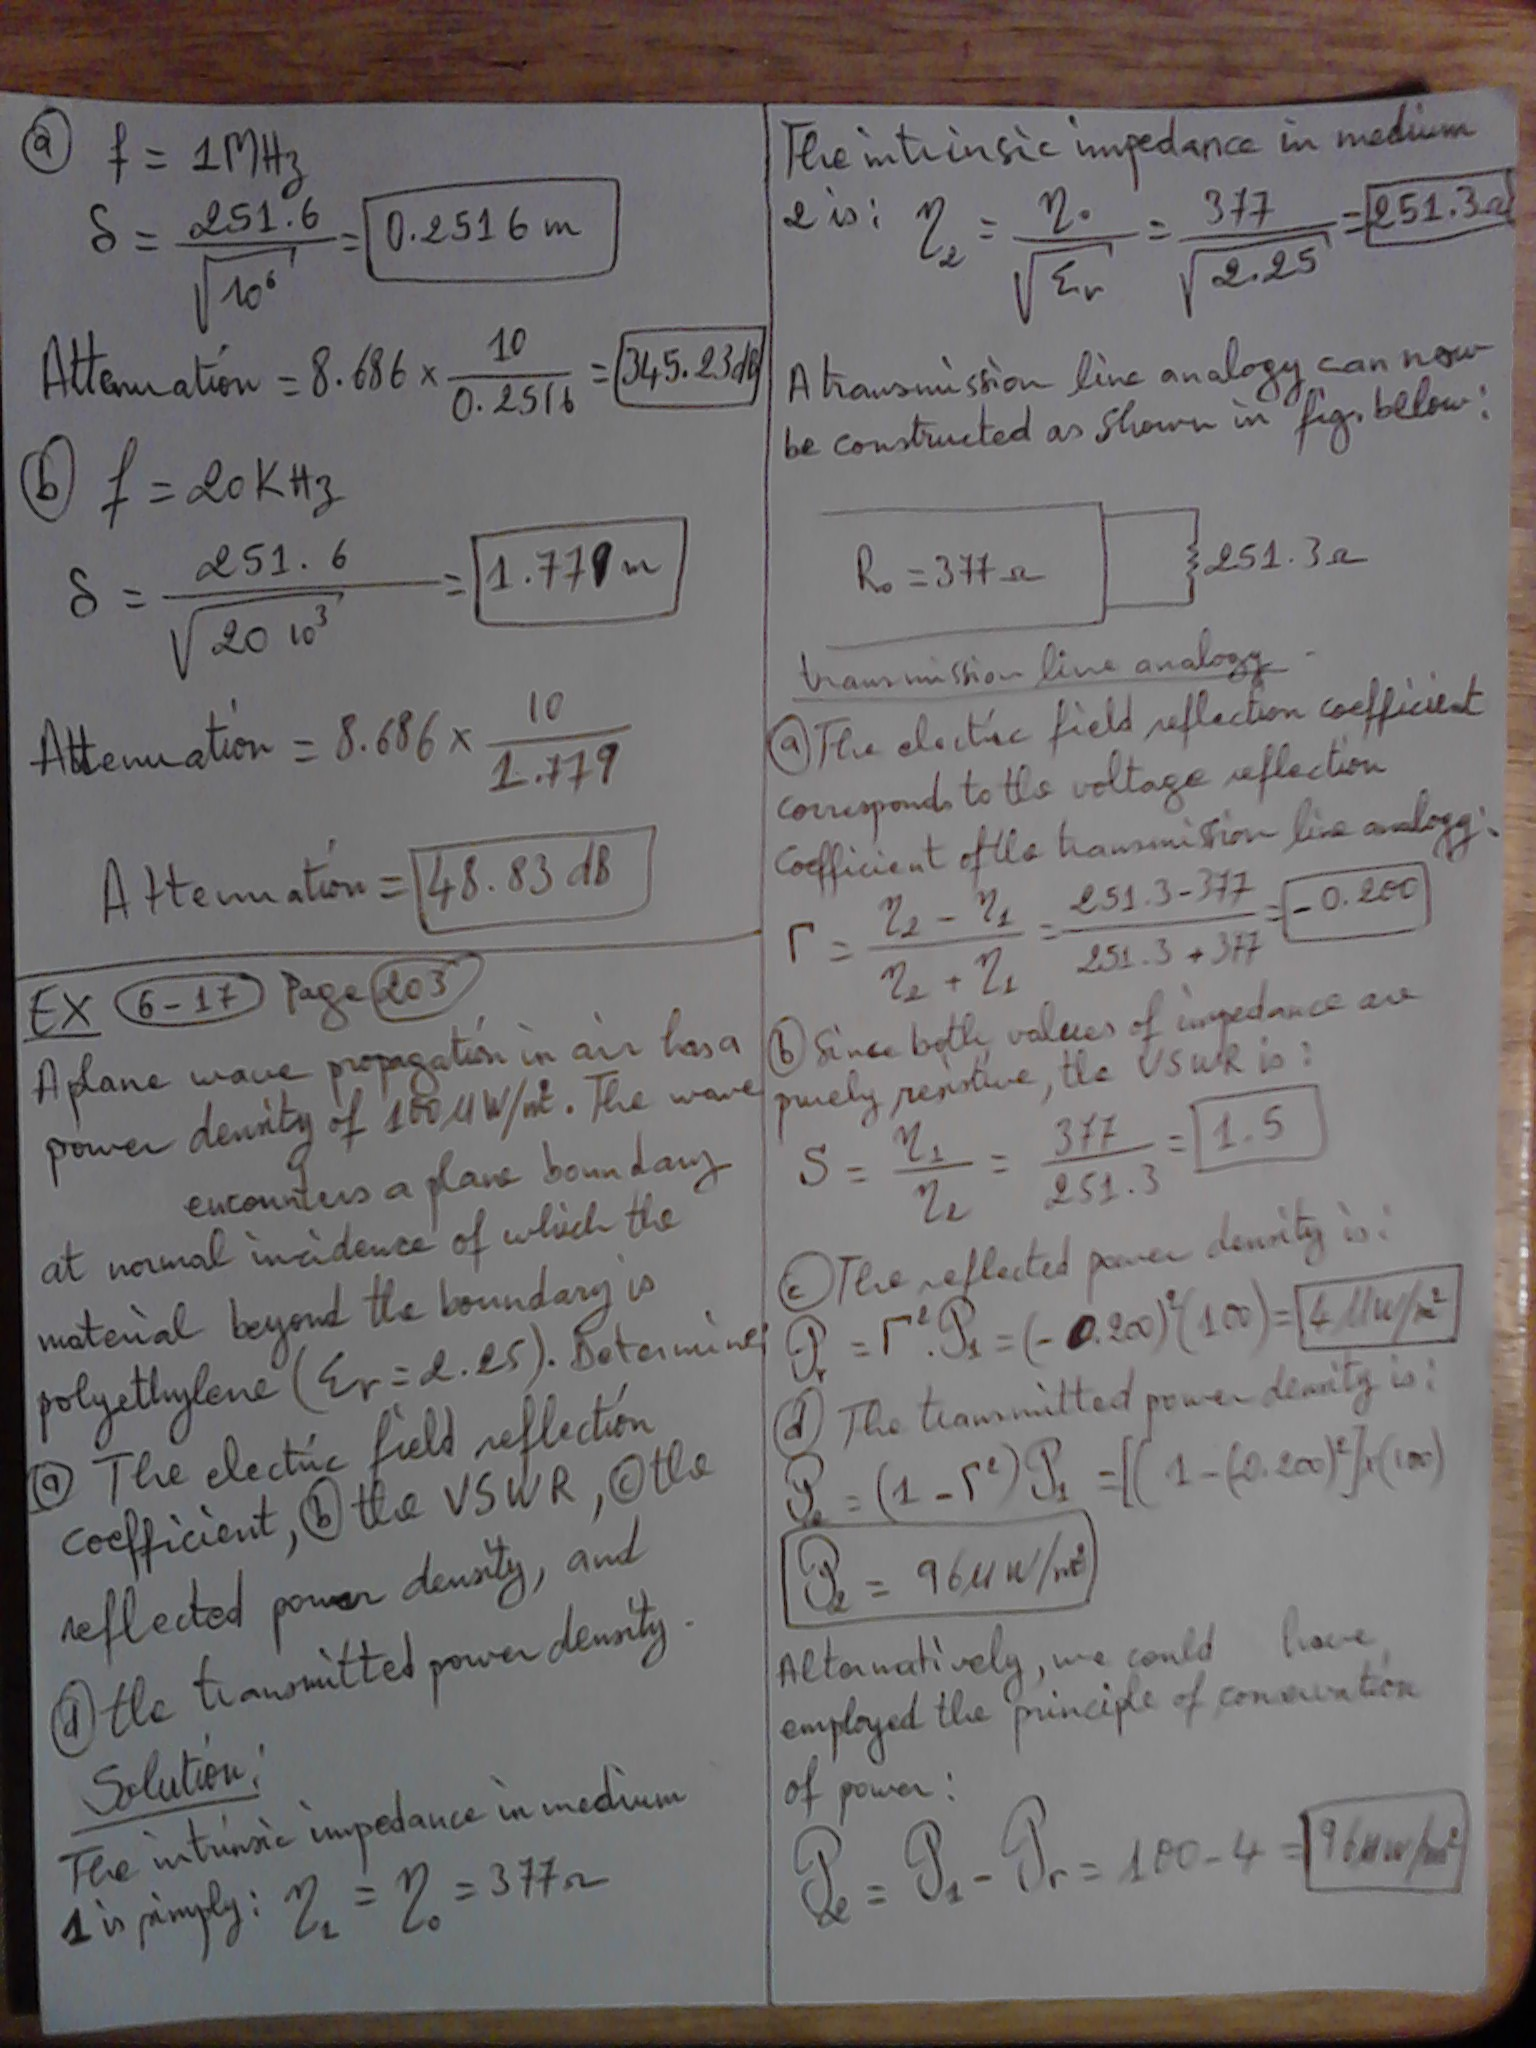 ⓐ f = 1MHz
δ = 251.6 / √10⁶ = 0.2516 m
Attenuation = 8.686 × 10 / 0.2516 = 345.23dB
ⓑ f = 20KHz
δ = 251.6 / √20 10³ = 1.779 m
Attenuation = 8.686 × 10 / 1.779
Attenuation = 48.83 dB
EX 6-17 Page 203
A plane wave propagation in air has a
power density of 100 μW/m². The wave
encounters a plane boundary
at normal incidence of which the
material beyond the boundary is
polyethylene (εr = 2.25). Determine:
ⓐ The electric field reflection
coefficient, ⓑ the VSWR, ⓒ the
reflected power density, and
ⓓ the transmitted power density.
Solution:
The intrinsic impedance in medium
1 is simply: η₁ = η₀ = 377Ω
The intrinsic impedance in medium
2 is: η₂ = η₀ / √εr = 377 / √2.25 = 251.3Ω
A transmission line analogy can now
be constructed as shown in fig. below:
R₀ = 377Ω 251.3Ω
transmission line analogy.
ⓐ The electric field reflection coefficient
corresponds to the voltage reflection
coefficient of the transmission line analogy:
Γ = η₂ - η₁ / η₂ + η₁ = 251.3 - 377 / 251.3 + 377 = -0.200
ⓑ Since both values of impedance are
purely resistive, the VSWR is:
S = η₁ / η₂ = 377 / 251.3 = 1.5
ⓒ The reflected power density is:
Pr = Γ².P₁ = (-0.200)²(100) = 4 μW/m²
ⓓ The transmitted power density is:
P₂ = (1 - Γ²) P₁ = [(1 - (0.200)²] x (100)
P₂ = 96 μW/m²
Alternatively, we could have
employed the principle of conservation
of power:
P₂ = P₁ - Pr = 100 - 4 = 96 μW/m²